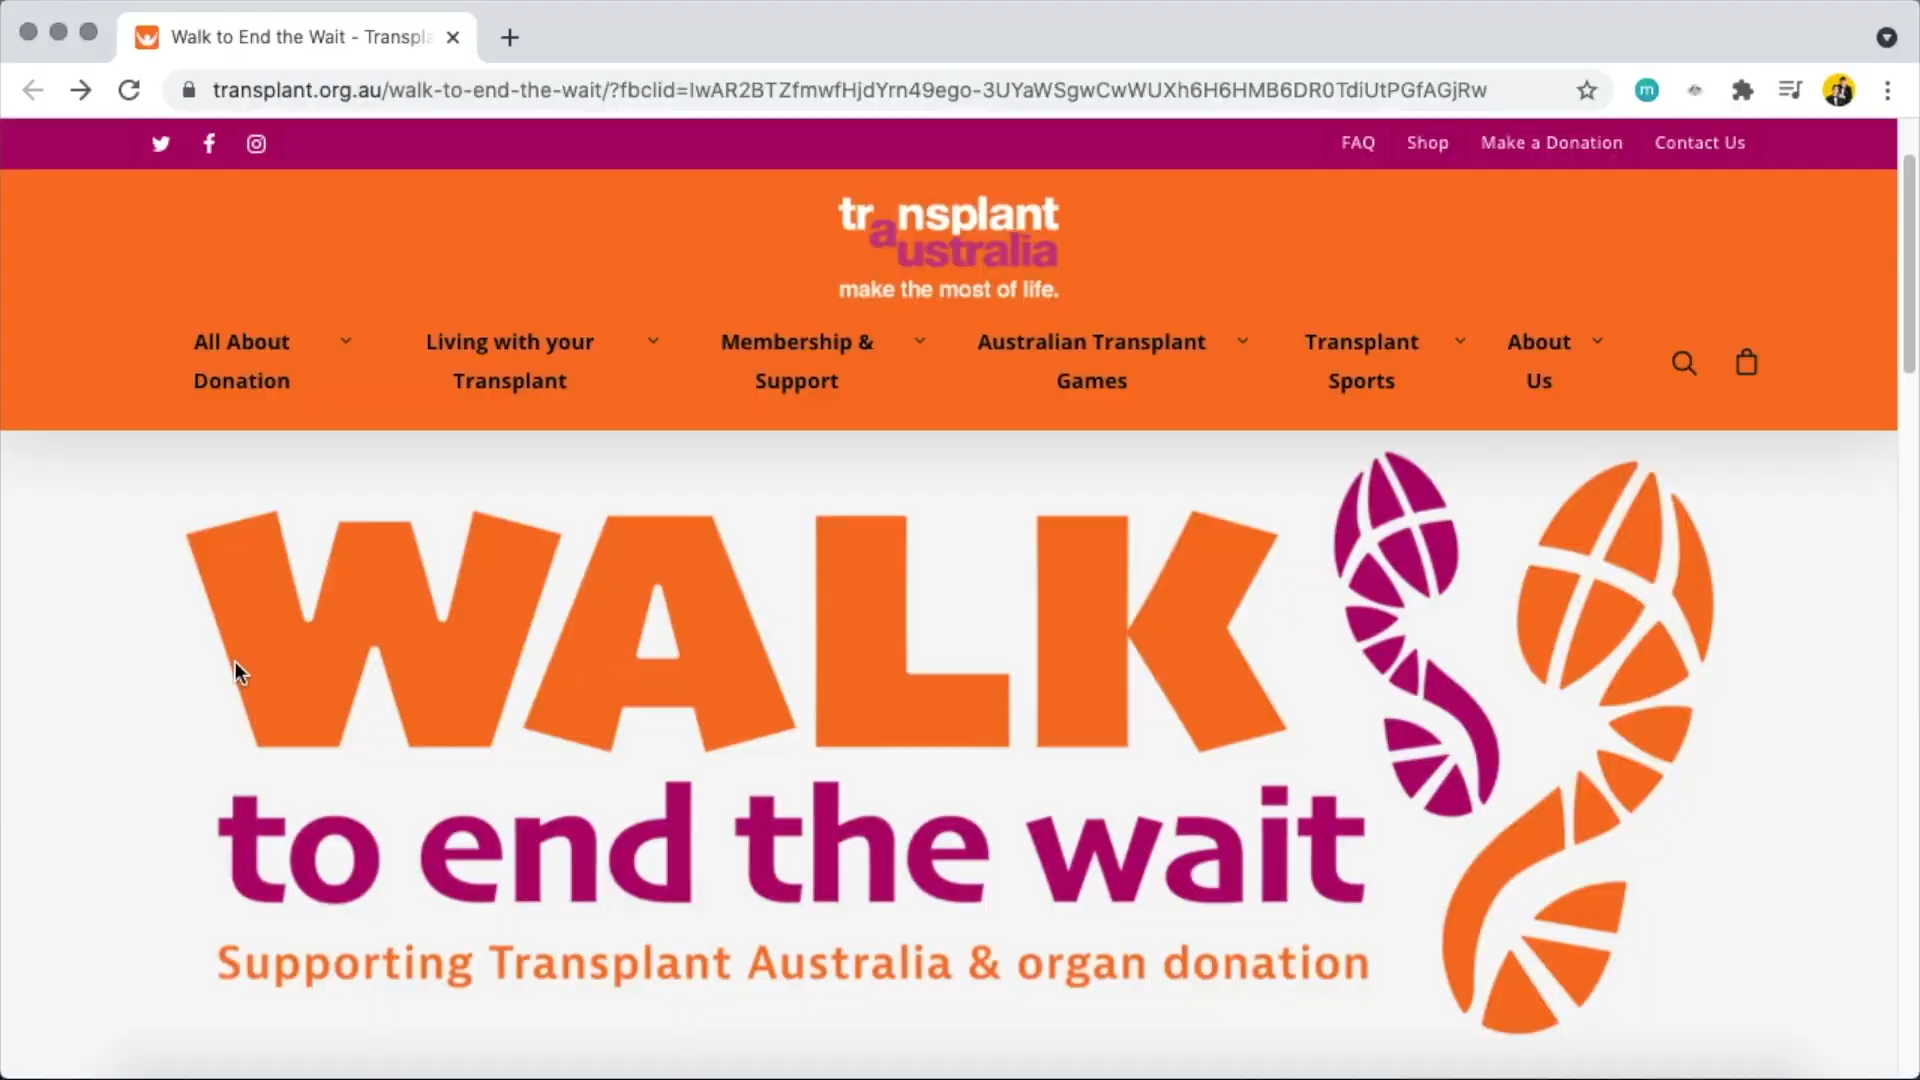 Walk to End the Wait - Transpla
transplant.org.au/walk-to-end-the-wait/?fbclid=IwAR2BTZfmwfHjdYrn49ego-3UYaWSgwCwWUXh6H6HMB6DR0TdiUtPGfAGjRw
m
FAQ Shop Make a Donation Contact Us
transplant
australia
make the most of life.
All About Donation
Living with your Transplant
Membership & Support
Australian Transplant Games
Transplant Sports
About Us
WALK
to end the wait
Supporting Transplant Australia & organ donation